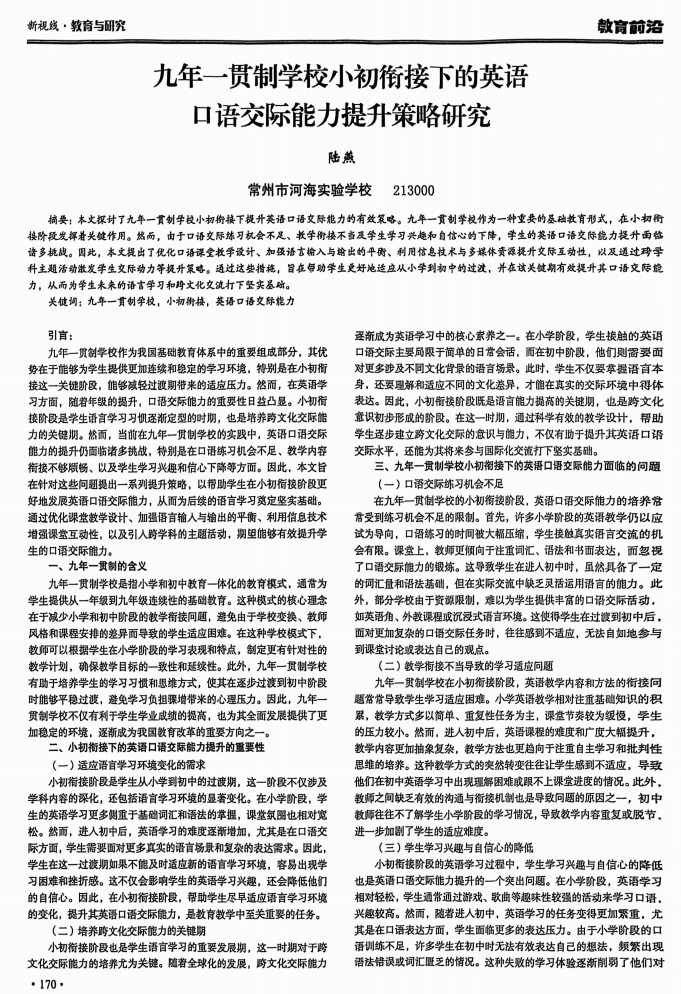 新视线·教育与研究
教育前沿
九年一贯制学校小初衔接下的英语
口语交际能力提升策略研究
陆燕
常州市河海实验学校 213000
摘要：本文探讨了九年一贯制学校小初衔接下提升英语口语交际能力的有效策略。九年一贯制学校作为一种重要的基础教育形式，在小初衔
接阶段发挥着关键作用。然而，由于口语交际练习机会不足、教学衔接不当及学生学习兴趣和自信心的下降，学生的英语口语交际能力提升面临
诸多挑战。因此，本文提出了优化口语课堂教学设计、加强语言输入与输出的平衡、利用信息技术与多媒体资源提升交际互动性，以及通过跨学
科主题活动激发学生交际动力等提升策略。通过这些措施，旨在帮助学生更好地适应从小学到初中的过渡，并在该关键期有效提升其口语交际能
力，从而为学生未来的语言学习和跨文化交流打下坚实基础。
关键词：九年一贯制学校，小初衔接，英语口语交际能力
引言：
九年一贯制学校作为我国基础教育体系中的重要组成部分，其优
势在于能够为学生提供更加连续和稳定的学习环境，特别是在小初衔
接这一关键阶段，能够减轻过渡期带来的适应压力。然而，在英语学
习方面，随着年级的提升，口语交际能力的重要性日益凸显。小初衔
接阶段是学生语言学习习惯逐渐定型的时期，也是培养跨文化交际能
力的关键期。然而，当前在九年一贯制学校的实践中，英语口语交际
能力的提升仍面临诸多挑战，特别是在口语练习机会不足、教学内容
衔接不够顺畅、以及学生学习兴趣和信心下降等方面。因此，本文旨
在针对这些问题提出一系列提升策略，以帮助学生在小初衔接阶段更
好地发展英语口语交际能力，从而为后续的语言学习奠定坚实基础。
通过优化课堂教学设计、加强语言输入与输出的平衡、利用信息技术
增强课堂互动性，以及引入跨学科的主题活动，期望能够有效提升学
生的口语交际能力。
一、九年一贯制的含义
九年一贯制学校是指小学和初中教育一体化的教育模式，通常为
学生提供从一年级到九年级连续性的基础教育。这种模式的核心理念
在于减少小学和初中阶段的教学衔接问题，避免由于学校变换、教师
风格和课程安排的差异而导致的学生适应困难。在这种学校模式下，
教师可以根据学生在小学阶段的学习表现和特点，制定更有针对性的
教学计划，确保教学目标的一致性和延续性。此外，九年一贯制学校
有助于培养学生的学习习惯和思维方式，使其在逐步过渡到初中阶段
时能够平稳过渡，避免学习负担骤增带来的心理压力。因此，九年一
贯制学校不仅有利于学生学业成绩的提高，也为其全面发展提供了更
加稳定的环境，逐渐成为我国教育改革的重要方向之一。
二、小初衔接下的英语口语交际能力提升的重要性
（一）适应语言学习环境变化的需求
小初衔接阶段是学生从小学到初中的过渡期，这一阶段不仅涉及
学科内容的深化，还包括语言学习环境的显著变化。在小学阶段，学
生的英语学习更多侧重于基础词汇和语法的掌握，课堂氛围也相对宽
松。然而，进入初中后，英语学习的难度逐渐增加，尤其是在口语交
际方面，学生需要面对更多真实的语言场景和复杂的表达需求。因此，
学生在这一过渡期如果不能及时适应新的语言学习环境，容易出现学
习困难和挫折感。这不仅会影响学生的英语学习兴趣，还会降低他们
的自信心。因此，在小初衔接阶段，帮助学生尽早适应语言学习环境
的变化，提升其英语口语交际能力，是教育教学中至关重要的任务。
（二）培养跨文化交际能力的关键期
小初衔接阶段也是学生语言学习的重要发展期，这一时期对于跨
文化交际能力的培养尤为关键。随着全球化的发展，跨文化交际能力
逐渐成为英语学习中的核心素养之一。在小学阶段，学生接触的英语
口语交际主要局限于简单的日常会话，而在初中阶段，他们则需要面
对更多涉及不同文化背景的语言场景。此时，学生不仅要掌握语言本
身，还要理解和适应不同的文化差异，才能在真实的交际环境中得体
表达。因此，小初衔接阶段既是语言能力提高的关键期，也是跨文化
意识初步形成的阶段。在这一时期，通过科学有效的教学设计，帮助
学生逐步建立跨文化交际的意识与能力，不仅有助于提升其英语口语
交际水平，还能为其将来参与国际化交流打下坚实基础。
三、九年一贯制学校小初衔接下的英语口语交际能力面临的问题
（一）口语交际练习机会不足
在九年一贯制学校的小初衔接阶段，英语口语交际能力的培养常
常受到练习机会不足的限制。首先，许多小学阶段的英语教学仍以应
试为导向，口语练习的时间被大幅压缩，学生接触真实语言交流的机
会有限。课堂上，教师更倾向于注重词汇、语法和书面表达，而忽视
了口语交际能力的锻炼。这导致学生在进入初中时，虽然具备了一定
的词汇量和语法基础，但在实际交流中缺乏灵活运用语言的能力。此
外，部分学校由于资源限制，难以为学生提供丰富的口语交际活动，
如英语角、外教课程或沉浸式语言环境。这使得学生在过渡到初中后，
面对更加复杂的口语交际任务时，往往感到不适应，无法自如地参与
到课堂讨论或表达自己的观点。
（二）教学衔接不当导致的学习适应问题
九年一贯制学校在小初衔接阶段，英语教学内容和方法的衔接问
题常常导致学生学习适应困难。小学英语教学相对注重基础知识的积
累，教学方式多以简单、重复性任务为主，课堂节奏较为缓慢，学生
的压力较小。然而，进入初中后，英语课程的难度和广度大幅提升，
教学内容更加抽象复杂，教学方法也更趋向于注重自主学习和批判性
思维的培养。这种教学方式的突然转变往往让学生感到不适应，导致
他们在初中英语学习中出现理解困难或跟不上课堂进度的情况。此外，
教师之间缺乏有效的沟通与衔接机制也是导致问题的原因之一，初中
教师往往不了解学生小学阶段的学习情况，导致教学内容重复或脱节，
进一步加剧了学生的适应难度。
（三）学生学习兴趣与自信心的降低
小初衔接阶段的英语学习过程中，学生学习兴趣与自信心的降低
也是英语口语交际能力提升的一个突出问题。在小学阶段，英语学习
相对轻松，学生通常通过游戏、歌曲等趣味性较强的活动来学习口语，
兴趣较高。然而，随着进入初中，英语学习的任务变得更加繁重，尤
其是在口语表达方面，学生面临更多的表达压力。由于小学阶段的口
语训练不足，许多学生在初中时无法有效表达自己的想法，频繁出现
语法错误或词汇匮乏的情况。这种失败的学习体验逐渐削弱了他们对
·170·